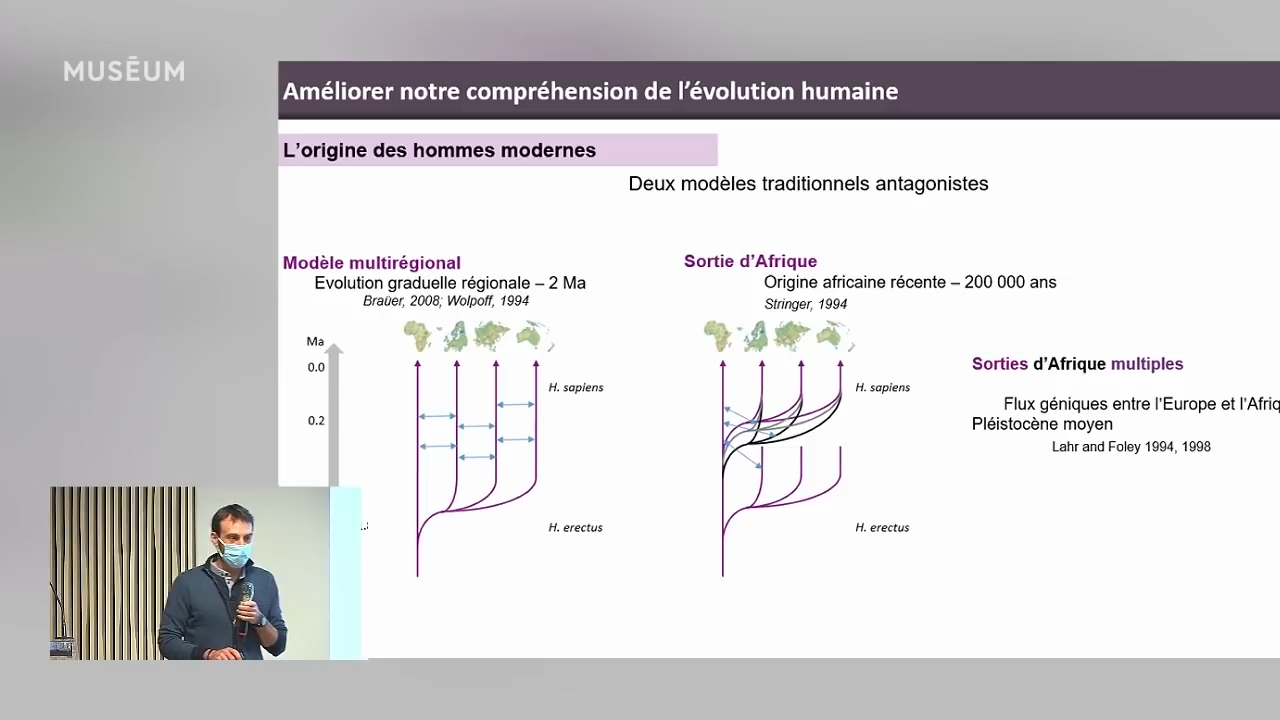 MUSĒUM
Améliorer notre compréhension de l'évolution humaine
L'origine des hommes modernes
Deux modèles traditionnels antagonistes
Modèle multirégional
Evolution graduelle régionale – 2 Ma
Braüer, 2008; Wolpoff, 1994
Ma
0.0
0.2
H. sapiens
H. erectus
Sortie d'Afrique
Origine africaine récente – 200 000 ans
Stringer, 1994
H. sapiens
H. erectus
Sorties d'Afrique multiples
Flux géniques entre l'Europe et l'Afriq
Pléistocène moyen
Lahr and Foley 1994, 1998